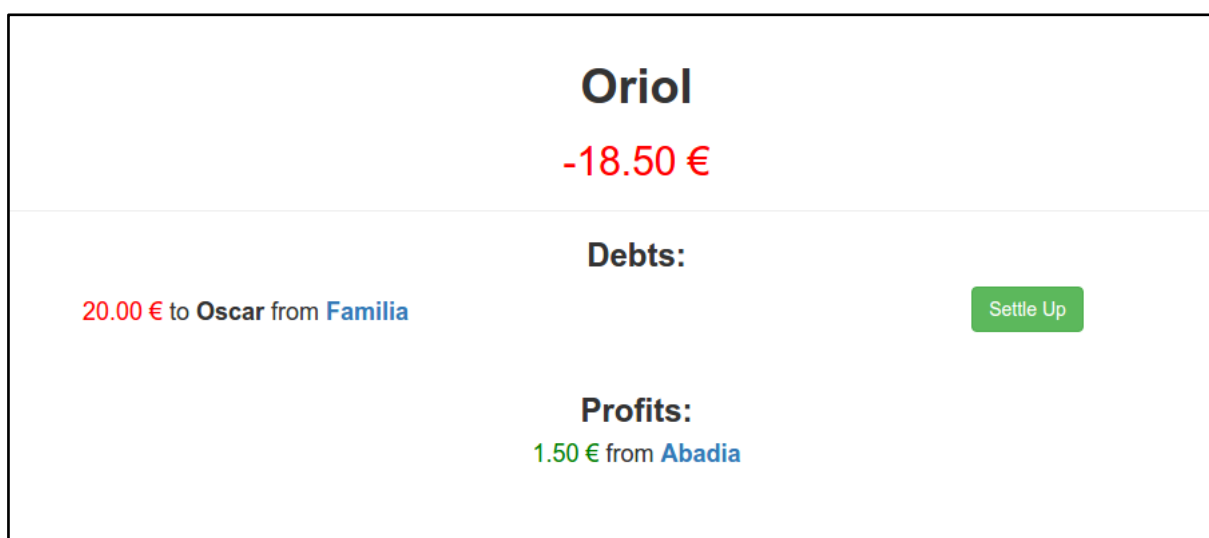 Oriol
-18.50 €
Debts:
20.00 € to Oscar from Familia
Settle Up
Profits:
1.50 € from Abadia